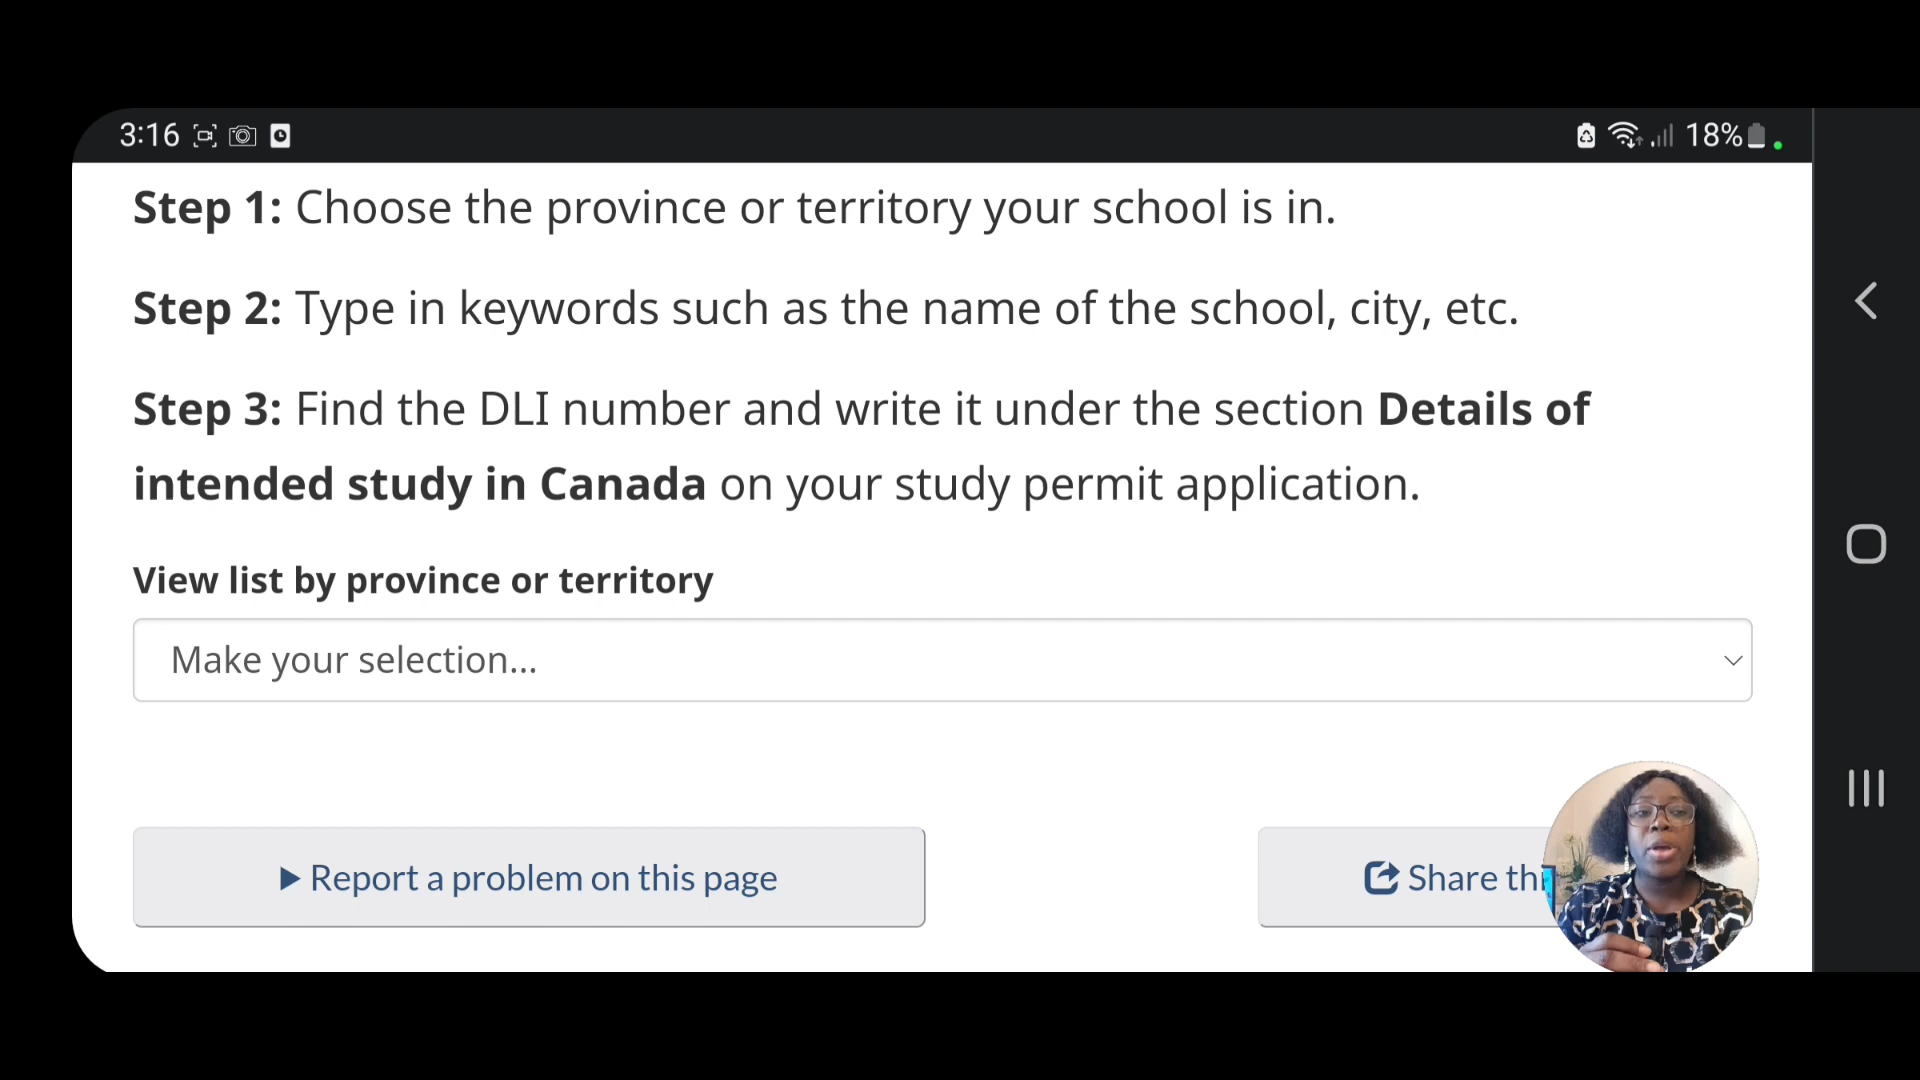 3:16 18%
Step 1: Choose the province or territory your school is in.
Step 2: Type in keywords such as the name of the school, city, etc.
Step 3: Find the DLI number and write it under the section Details of
intended study in Canada on your study permit application.
View list by province or territory
Make your selection...
Report a problem on this page
Share